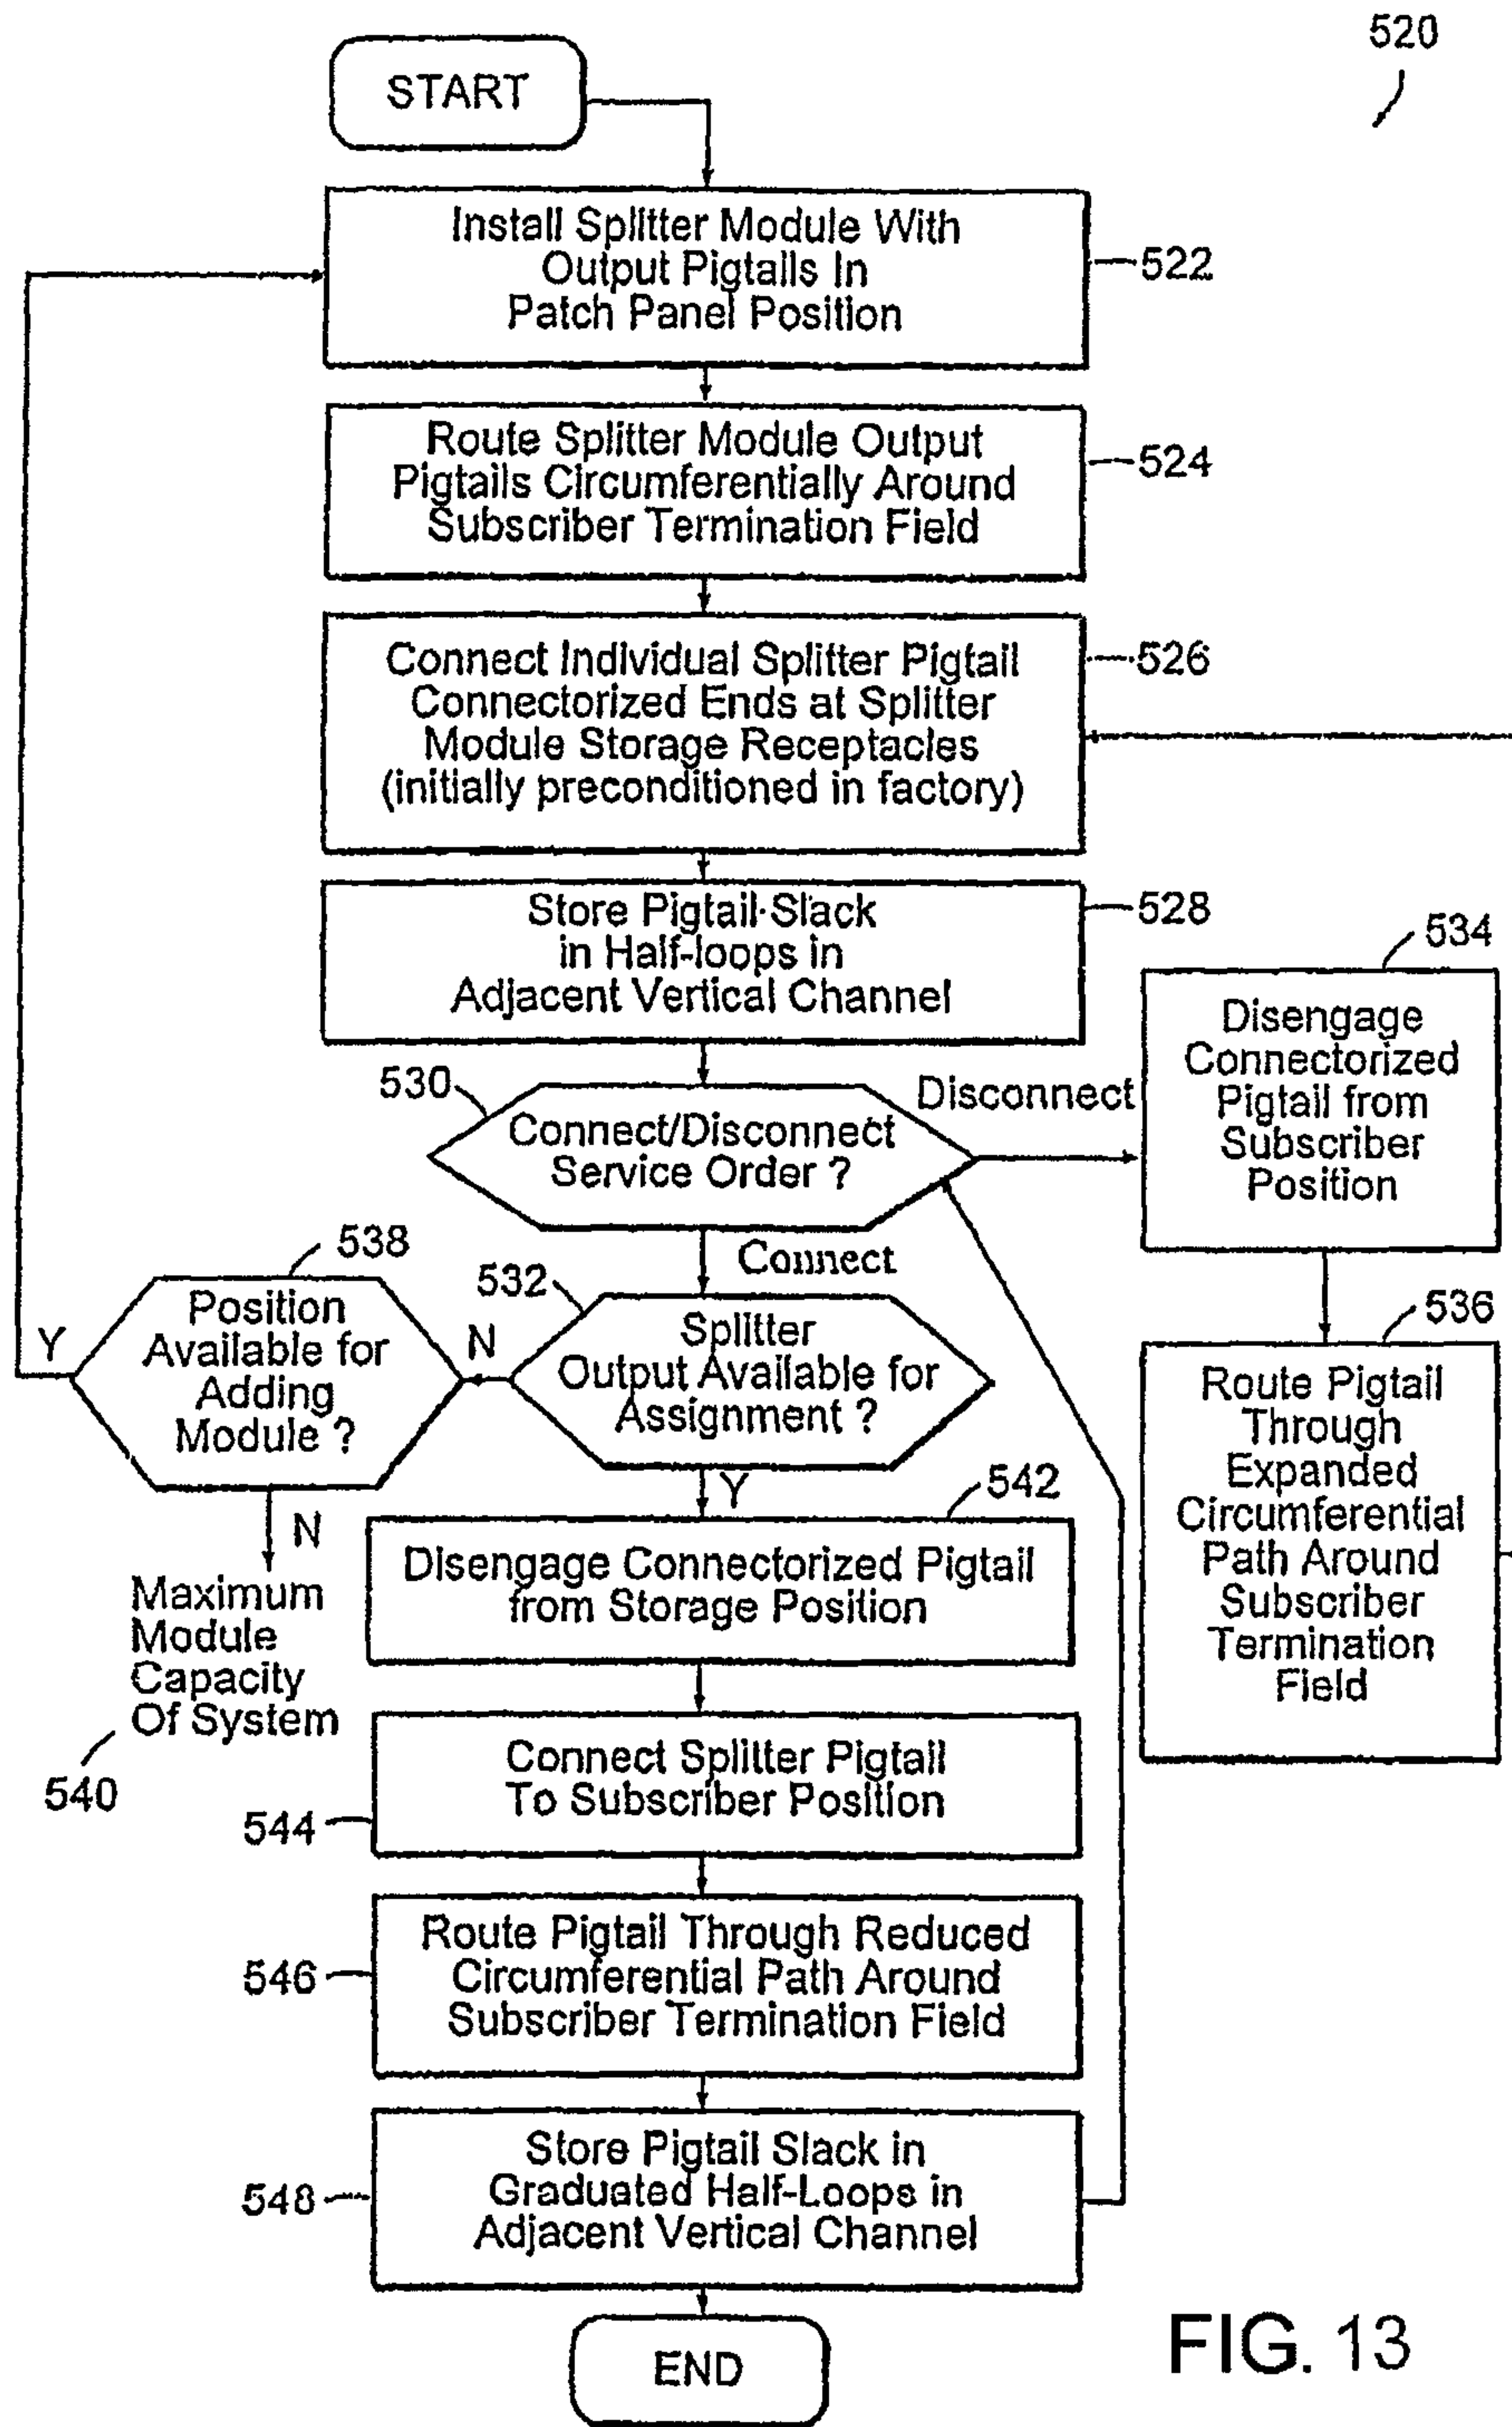 520
START
Install Splitter Module With
Output Pigtails In
Patch Panel Position
522
Route Splitter Module Output
Pigtails Circumferentially Around
Subscriber Termination Field
524
Connect Individual Splitter Pigtail
Connectorized Ends at Splitter
Module Storage Receptacles
(initially preconditioned in factory)
526
Store Pigtail Slack
in Half-loops in
Adjacent Vertical Channel
528
530
Connect/Disconnect
Service Order ?
Disconnect
534
Disengage
Connectorized
Pigtail from
Subscriber
Position
536
Route Pigtail
Through
Expanded
Circumferential
Path Around
Subscriber
Termination
Field
Connect
532
Splitter
Output Available for
Assignment ?
N
538
Position
Available for
Adding
Module ?
Y
N
Maximum
Module
Capacity
Of System
540
Y
542
Disengage Connectorized Pigtail
from Storage Position
Connect Splitter Pigtail
To Subscriber Position
544
Route Pigtail Through Reduced
Circumferential Path Around
Subscriber Termination Field
546
Store Pigtail Slack in
Graduated Half-Loops in
Adjacent Vertical Channel
548
END
FIG. 13